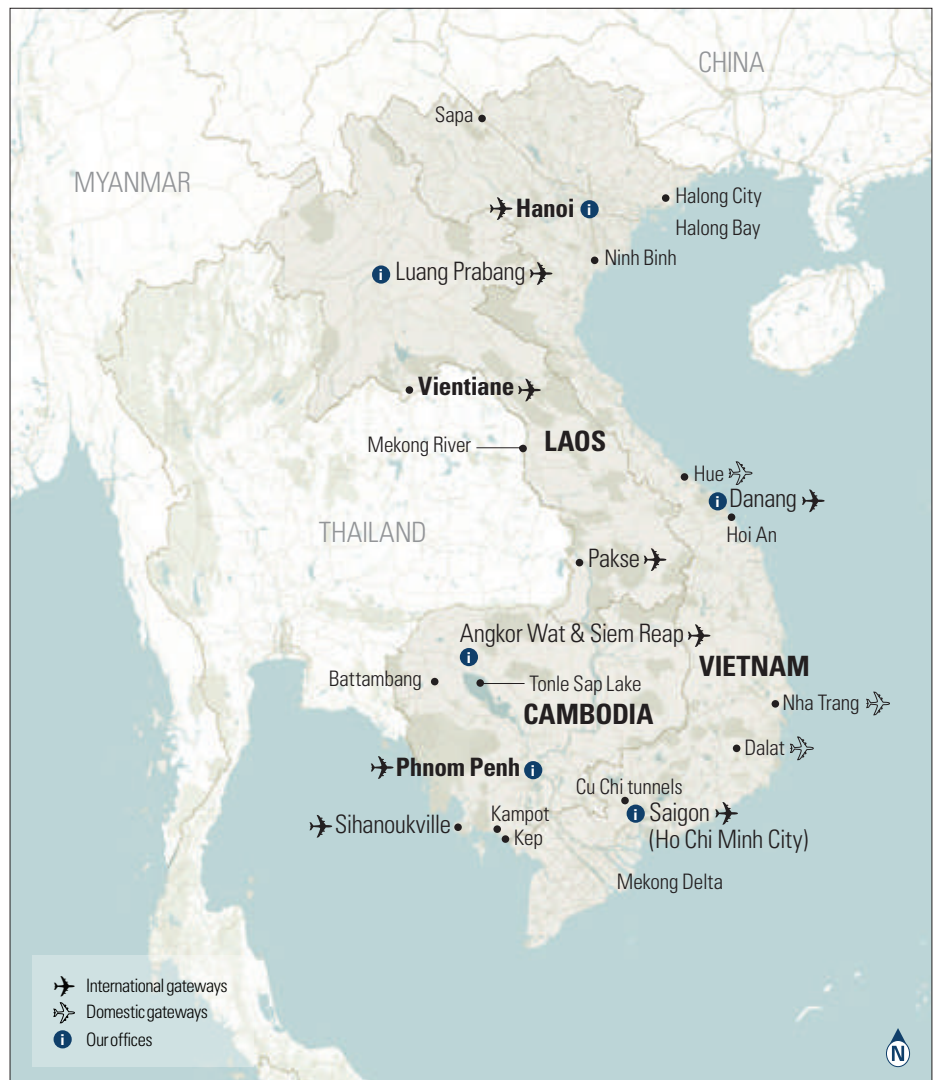 CHINA
Sapa
MYANMAR
Hanoi i
Halong City
Halong Bay
Ninh Binh
i Luang Prabang
Vientiane
Mekong River
LAOS
Hue
i Danang
Hoi An
THAILAND
Pakse
Angkor Wat & Siem Reap
i
VIETNAM
Battambang
Tonle Sap Lake
CAMBODIA
Nha Trang
Dalat
Phnom Penh i
Cu Chi tunnels
i Saigon
(Ho Chi Minh City)
Sihanoukville
Kampot
Kep
Mekong Delta
International gateways
Domestic gateways
i Our offices
N